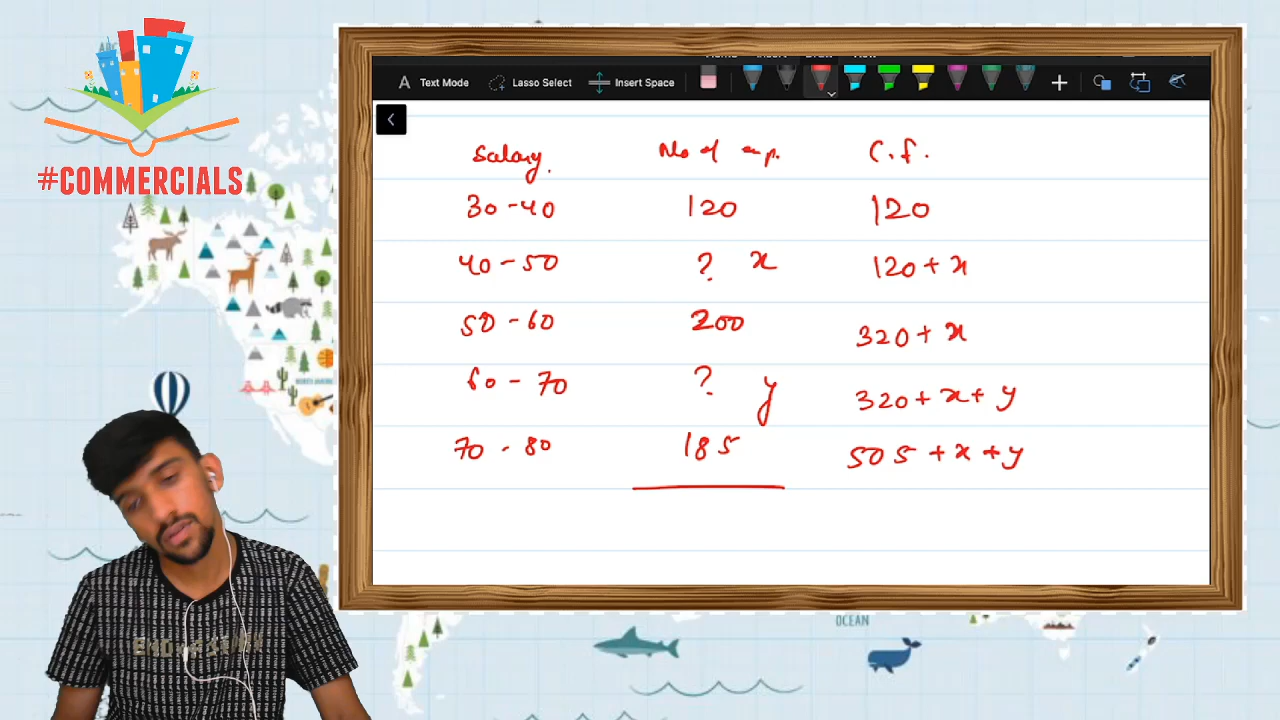 #COMMERCIALS
Text Mode Lasso Select Insert Space
Salary. No of emp. C.f.
30-40 120 120
40-50 ? x 120 + x
50-60 200 320 + x
60-70 ? y 320 + x + y
70-80 185 505 + x + y
OCEAN